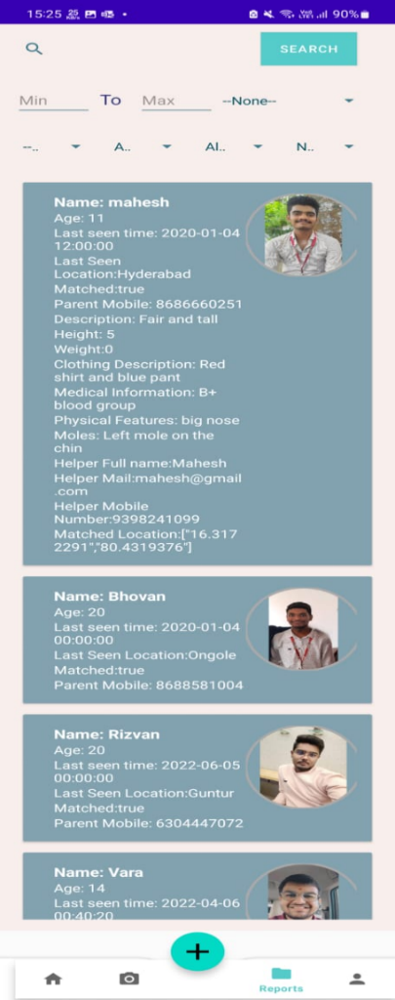 15:25 25 KB/s 90%
SEARCH
Min To Max --None--
--.. A.. Al.. N..
Name: mahesh
Age: 11
Last seen time: 2020-01-04
12:00:00
Last Seen
Location:Hyderabad
Matched:true
Parent Mobile: 8686660251
Description: Fair and tall
Height: 5
Weight:0
Clothing Description: Red
shirt and blue pant
Medical Information: B+
blood group
Physical Features: big nose
Moles: Left mole on the
chin
Helper Full name:Mahesh
Helper Mail:mahesh@gmail
.com
Helper Mobile
Number:9398241099
Matched Location:["16.317
2291","80.4319376"]
Name: Bhovan
Age: 20
Last seen time: 2020-01-04
00:00:00
Last Seen Location:Ongole
Matched:true
Parent Mobile: 8688581004
Name: Rizvan
Age: 20
Last seen time: 2022-06-05
00:00:00
Last Seen Location:Guntur
Matched:true
Parent Mobile: 6304447072
Name: Vara
Age: 14
Last seen time: 2022-04-06
00:40:20
Reports